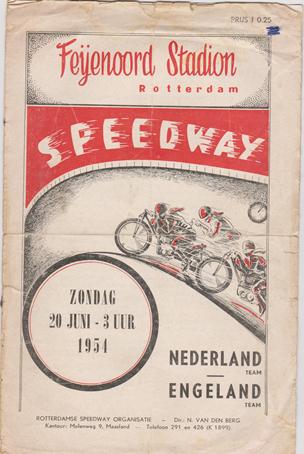 PRIJS f 0.25
Feijenoord Stadion
Rotterdam
SPEEDWAY
ZONDAG
20 JUNI - 3 UUR
1954
NEDERLAND
TEAM
—
ENGELAND
TEAM
ROTTERDAMSE SPEEDWAY ORGANISATIE – Dir.: N. VAN DEN BERG
Kantoor: Molenweg 9, Maasland – Telefoon 291 en 426 (K 1899)